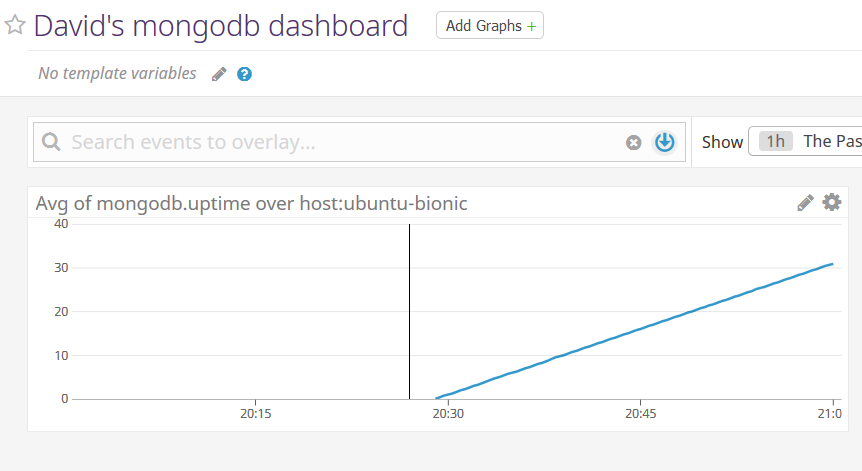 David's mongodb dashboard
Add Graphs +
No template variables
Search events to overlay...
Show
1h The Pas
Avg of mongodb.uptime over host:ubuntu-bionic
40
30
20
10
0
20:15 20:30 20:45 21:0